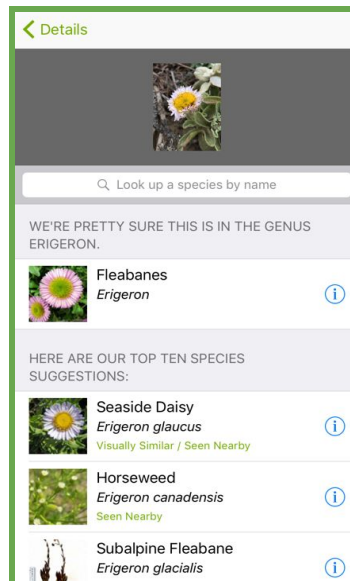 Details
Look up a species by name
WE'RE PRETTY SURE THIS IS IN THE GENUS
ERIGERON.
Fleabanes
Erigeron
HERE ARE OUR TOP TEN SPECIES
SUGGESTIONS:
Seaside Daisy
Erigeron glaucus
Visually Similar / Seen Nearby
Horseweed
Erigeron canadensis
Seen Nearby
Subalpine Fleabane
Erigeron glacialis